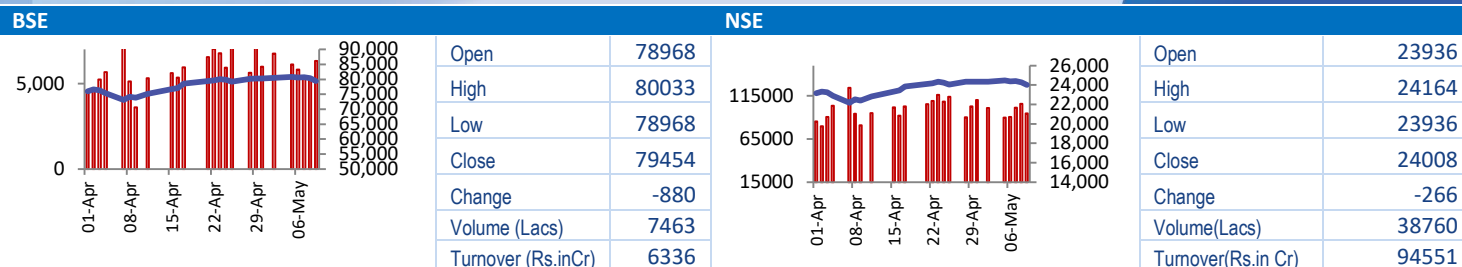 BSE
NSE
90,000
85,000
80,000
75,000
70,000
65,000
60,000
55,000
50,000
5,000
0
01-Apr
08-Apr
15-Apr
22-Apr
29-Apr
06-May
Open 78968
High 80033
Low 78968
Close 79454
Change -880
Volume (Lacs) 7463
Turnover (Rs.inCr) 6336
115000
65000
15000
26,000
24,000
22,000
20,000
18,000
16,000
14,000
01-Apr
08-Apr
15-Apr
22-Apr
29-Apr
06-May
Open 23936
High 24164
Low 23936
Close 24008
Change -266
Volume(Lacs) 38760
Turnover(Rs.in Cr) 94551